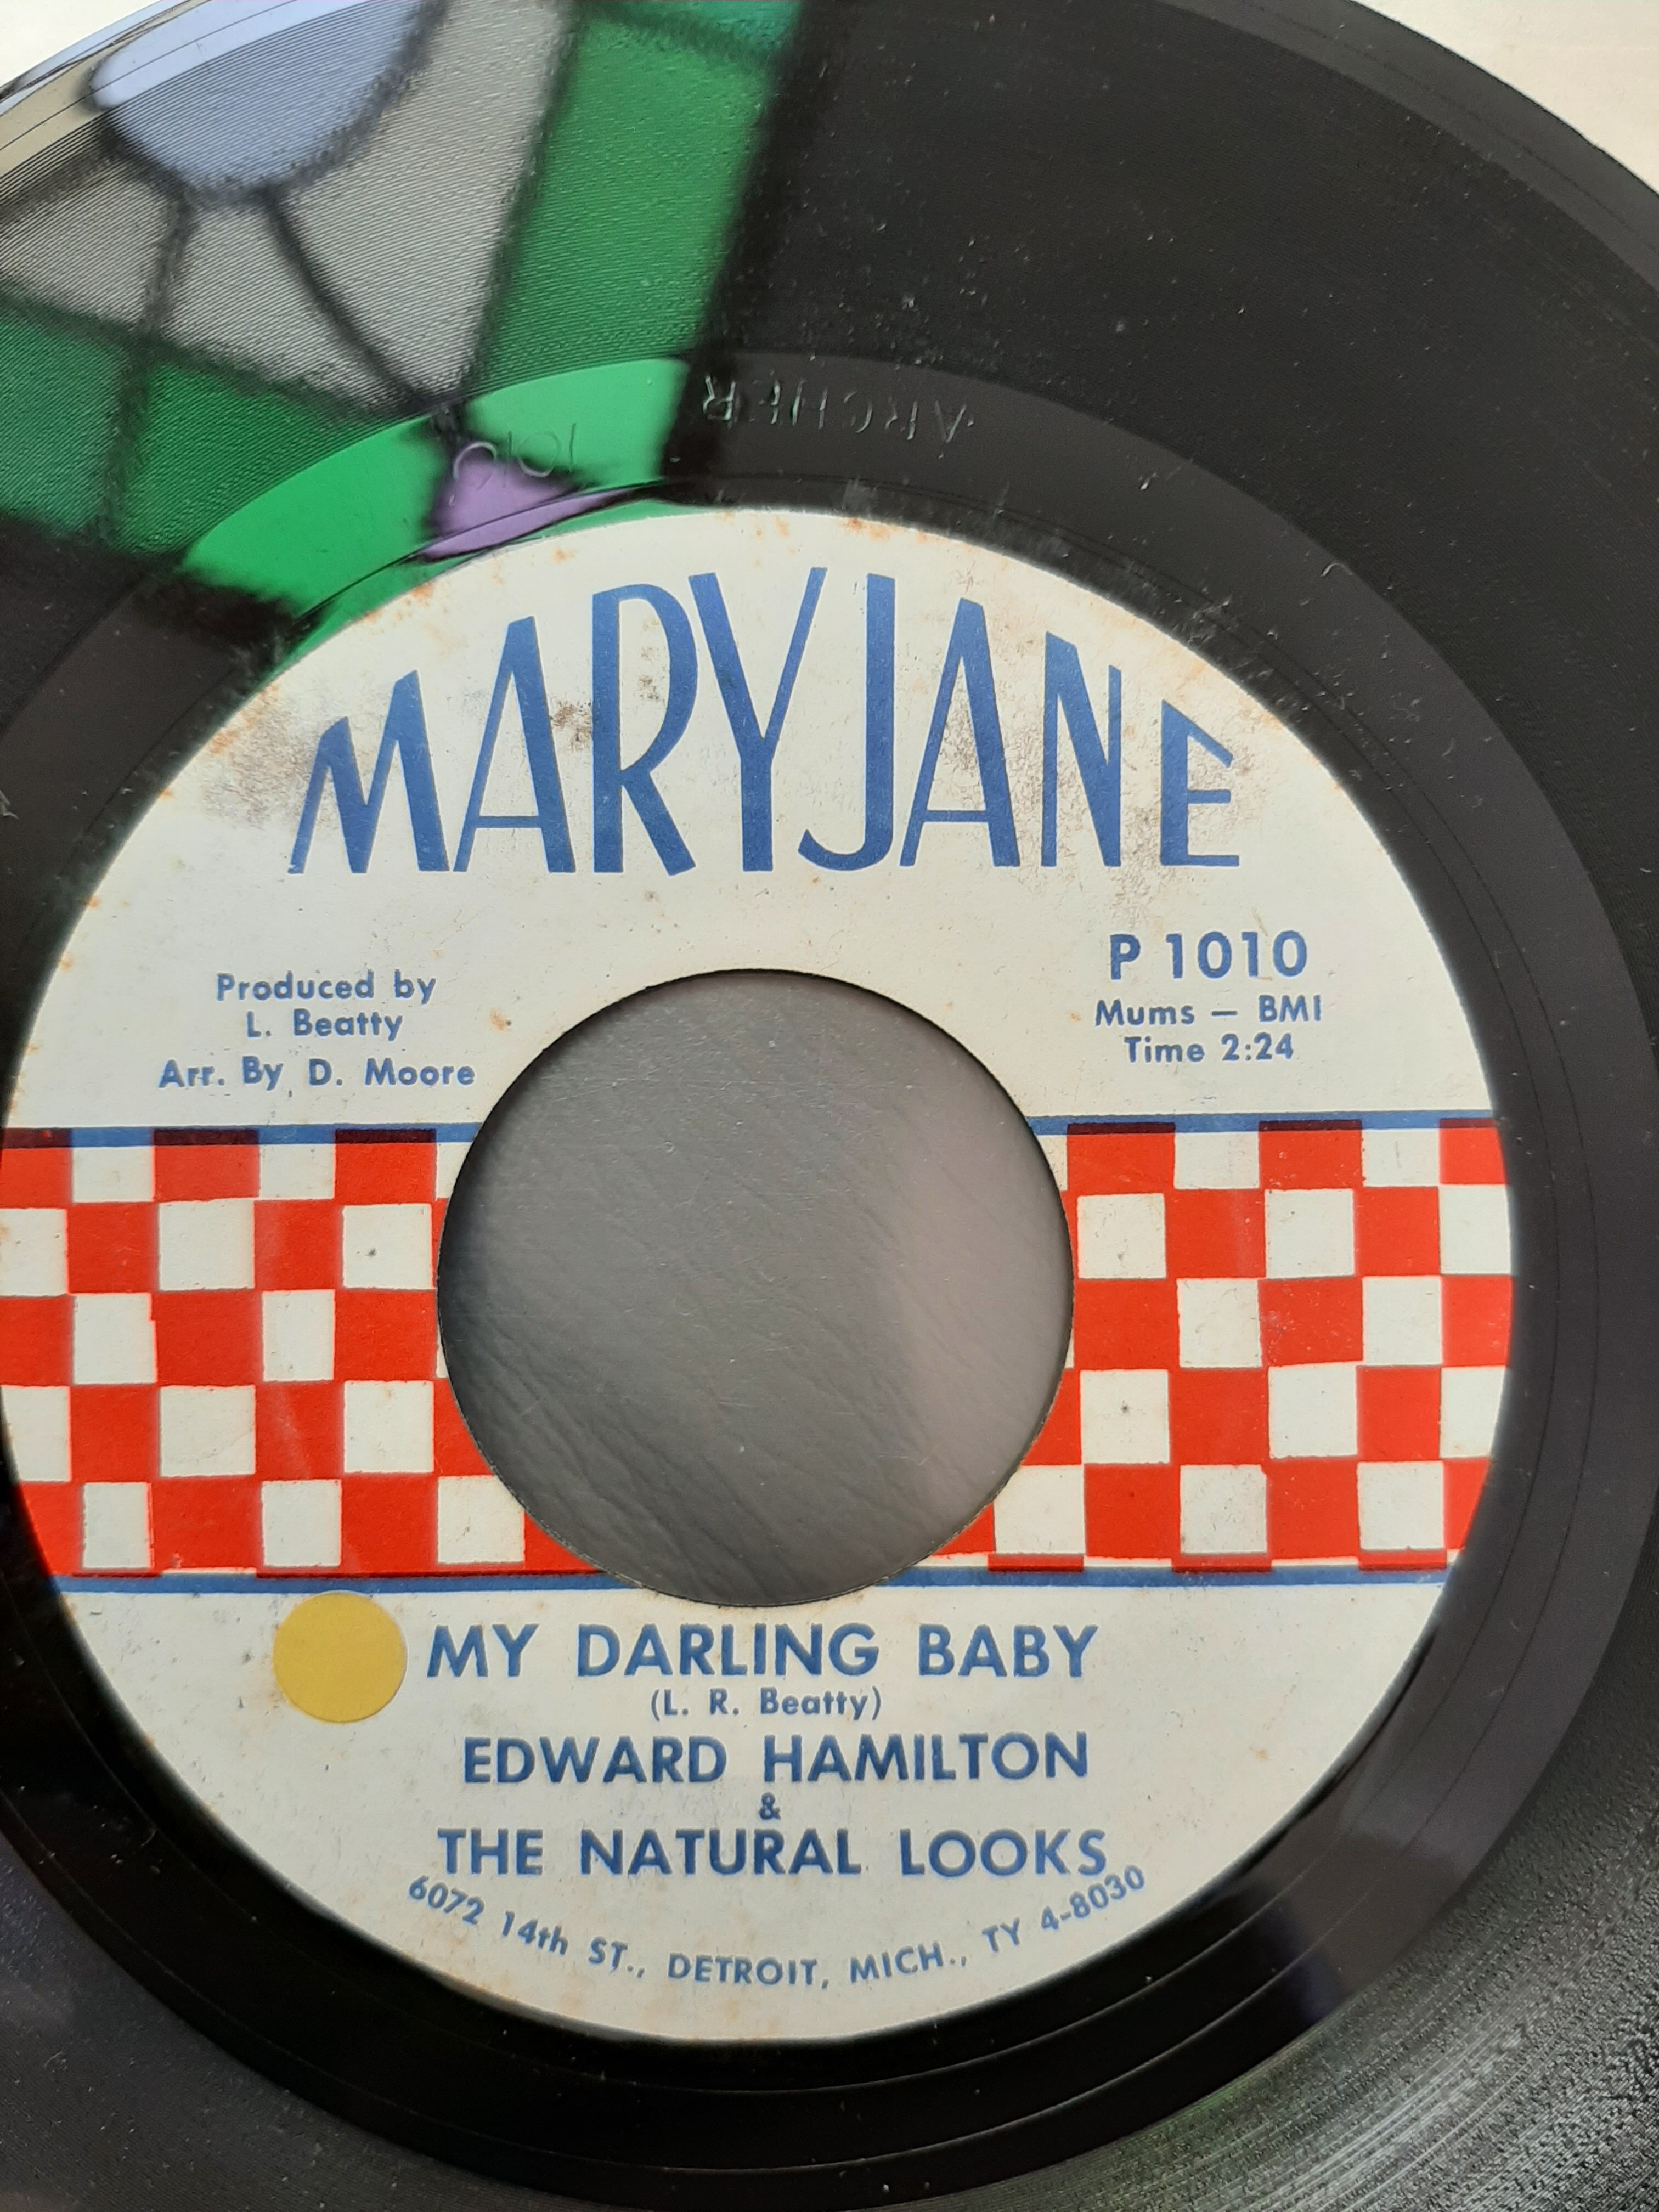 ARCHER
MARYJANE
P 1010
Mums — BMI
Time 2:24
Produced by
L. Beatty
Arr. By D. Moore
MY DARLING BABY
(L. R. Beatty)
EDWARD HAMILTON
&
THE NATURAL LOOKS
6072 14th ST., DETROIT, MICH., TY 4-8030